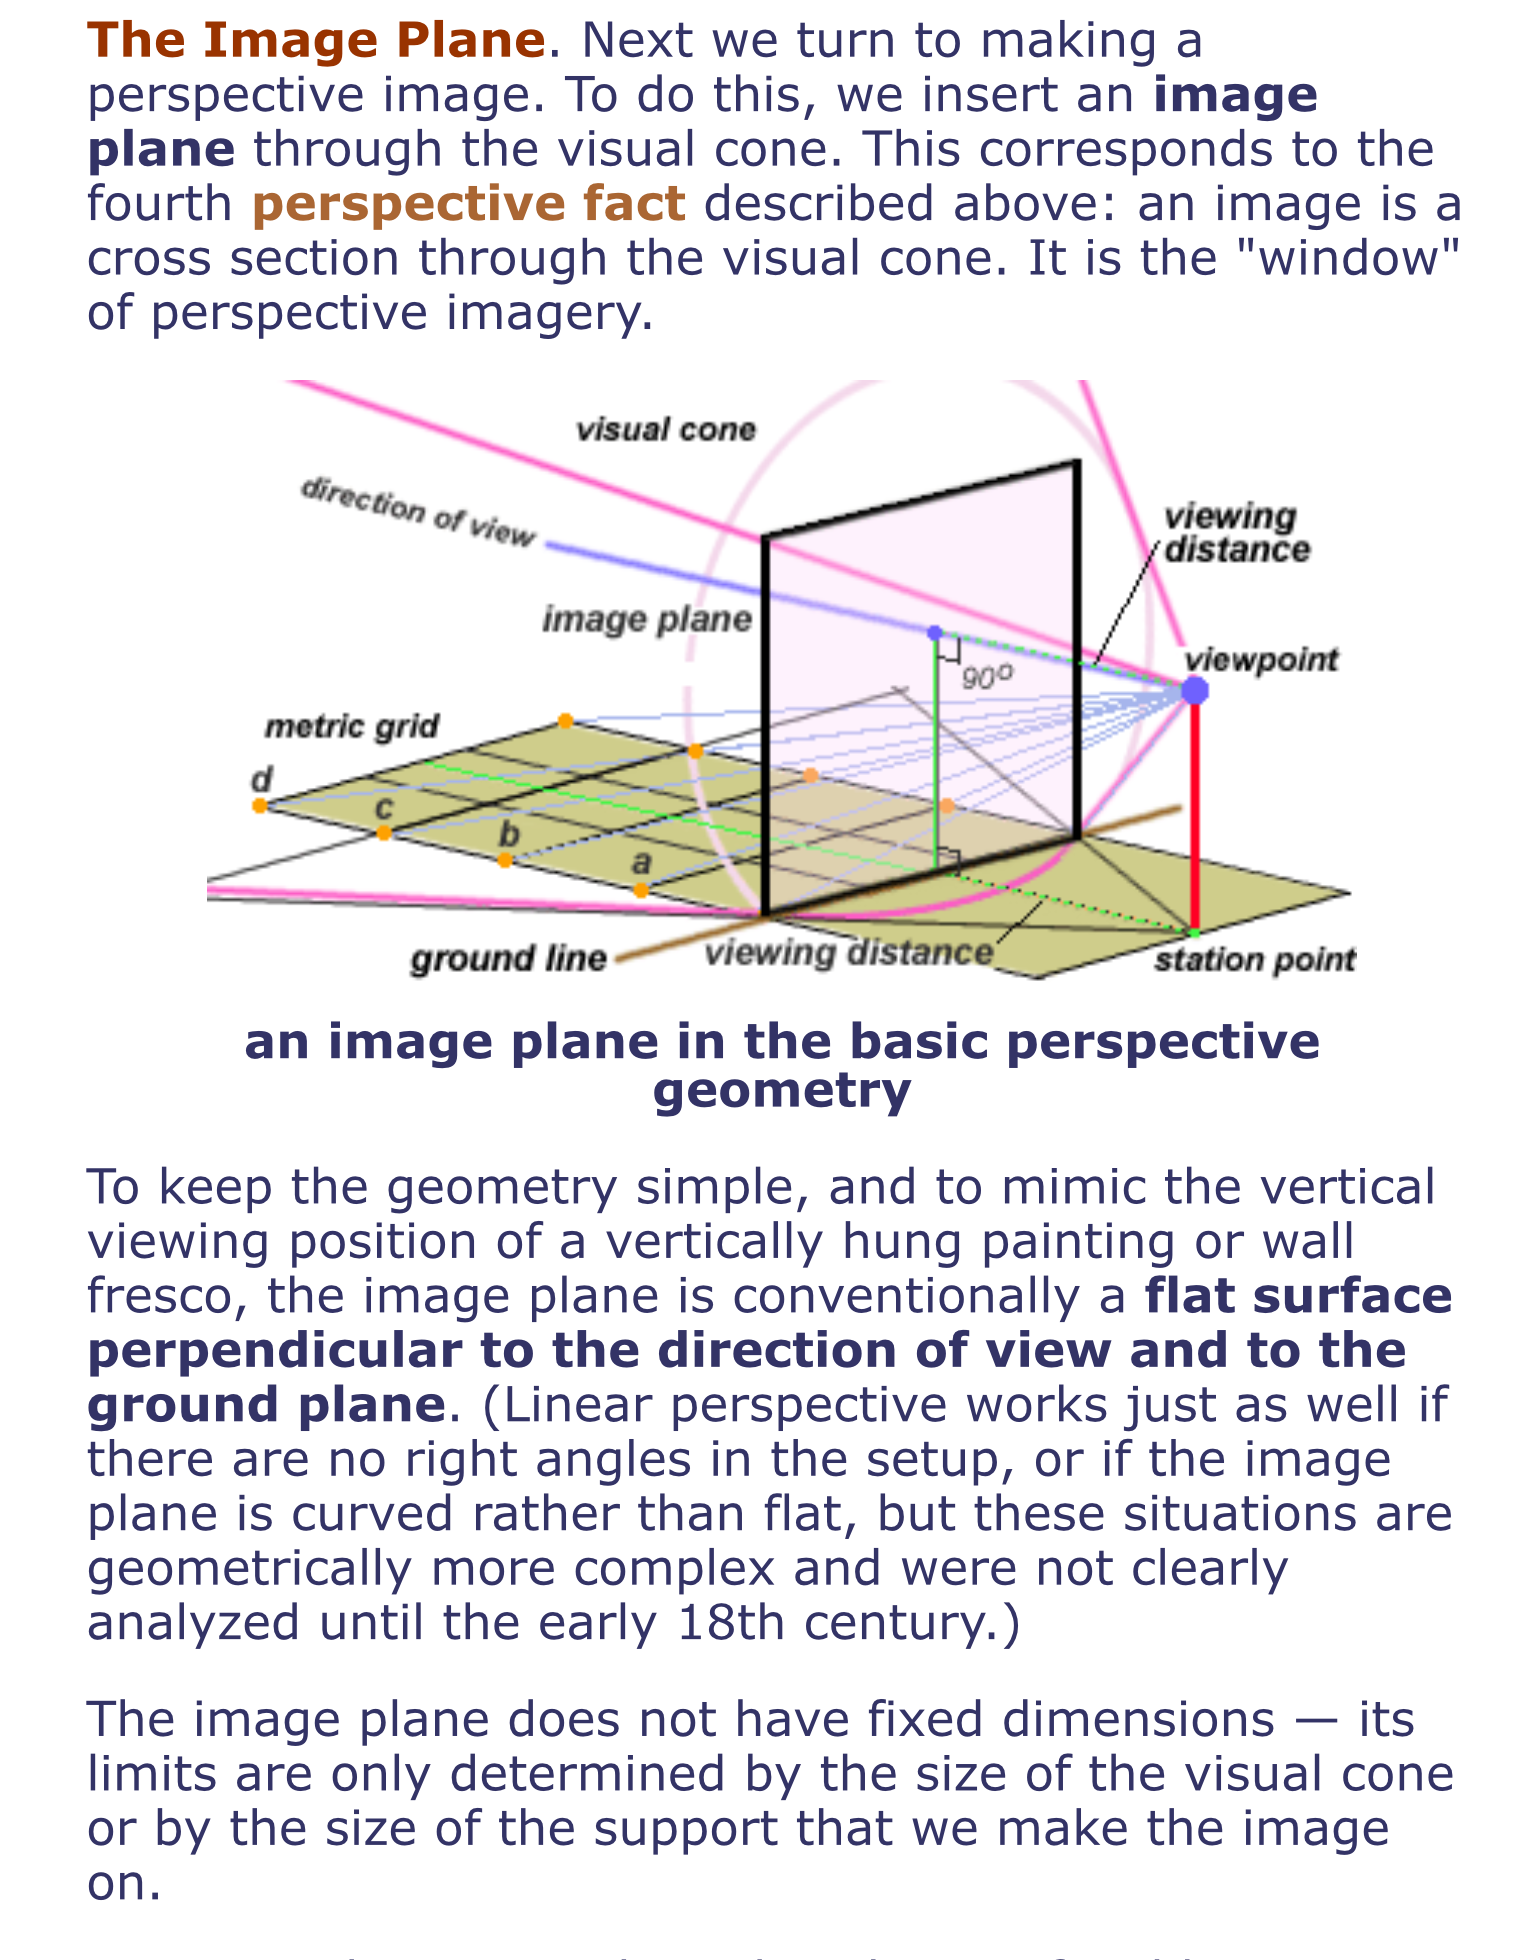 The Image Plane. Next we turn to making a
perspective image. To do this, we insert an image
plane through the visual cone. This corresponds to the
fourth perspective fact described above: an image is a
cross section through the visual cone. It is the "window"
of perspective imagery.
visual cone
direction of view
viewing
distance
image plane
viewpoint
90º
metric grid
d
c
b
a
ground line
viewing distance
station point
an image plane in the basic perspective
geometry
To keep the geometry simple, and to mimic the vertical
viewing position of a vertically hung painting or wall
fresco, the image plane is conventionally a flat surface
perpendicular to the direction of view and to the
ground plane. (Linear perspective works just as well if
there are no right angles in the setup, or if the image
plane is curved rather than flat, but these situations are
geometrically more complex and were not clearly
analyzed until the early 18th century.)
The image plane does not have fixed dimensions — its
limits are only determined by the size of the visual cone
or by the size of the support that we make the image
on.